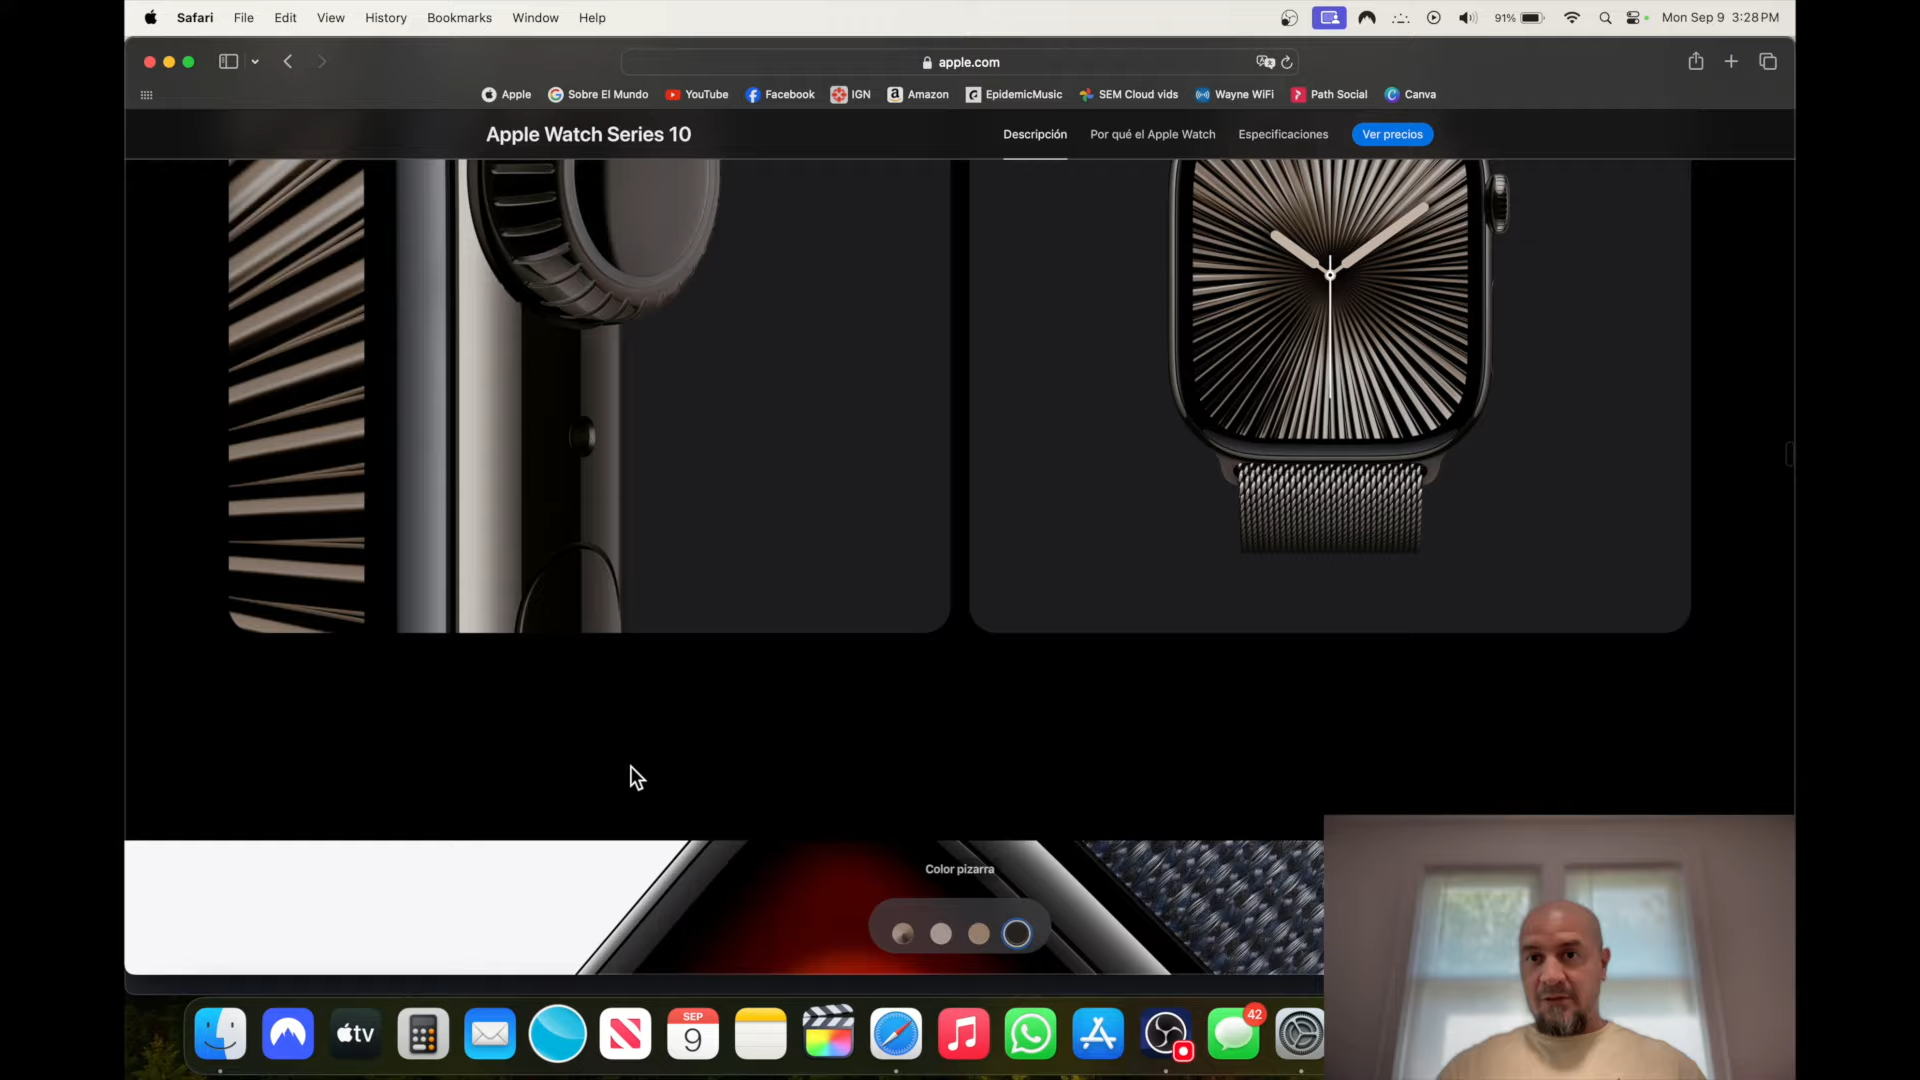 Safari File Edit View History Bookmarks Window Help 91% Mon Sep 9 3:28 PM
apple.com
Apple Sobre El Mundo YouTube Facebook IGN Amazon EpidemicMusic SEM Cloud vids Wayne WiFi Path Social Canva
Apple Watch Series 10 Descripción Por qué el Apple Watch Especificaciones Ver precios
Color pizarra
tv SEP 9 42